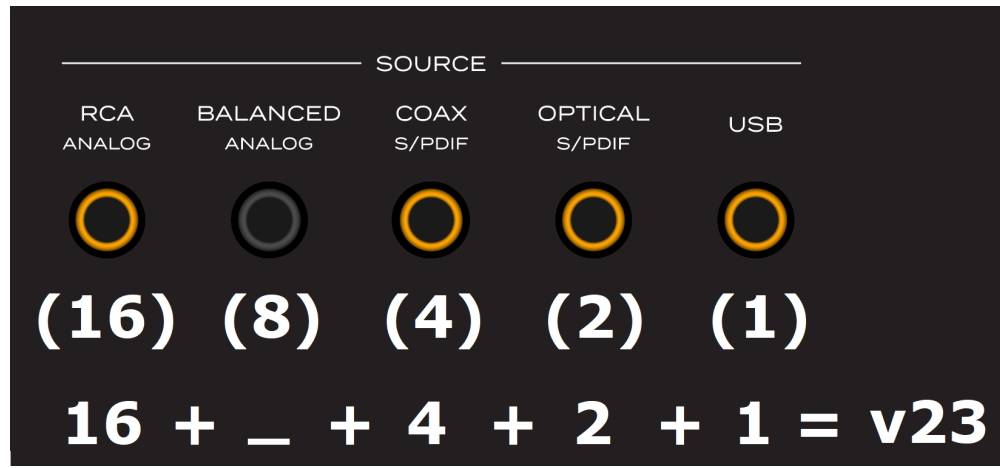 SOURCE
RCA BALANCED COAX OPTICAL USB
ANALOG ANALOG S/PDIF S/PDIF
(16) (8) (4) (2) (1)
16 + _ + 4 + 2 + 1 = v23